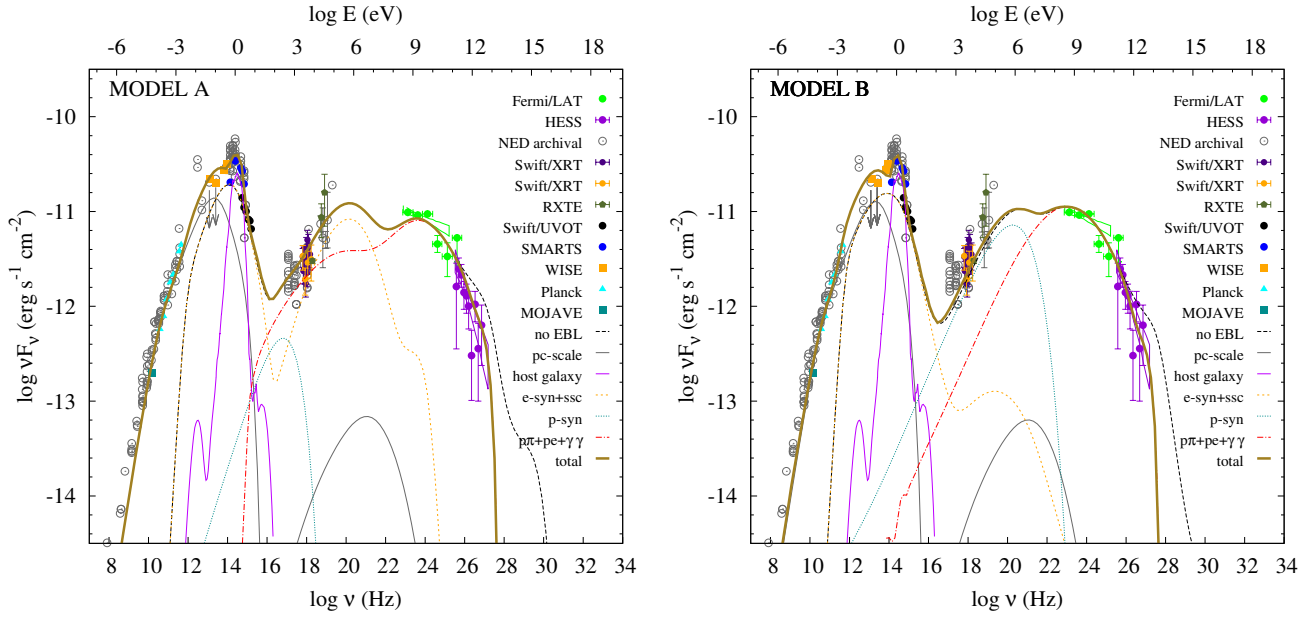 log E (eV)
-6 -3 0 3 6 9 12 15 18
MODEL A
Fermi/LAT
HESS
NED archival
Swift/XRT
Swift/XRT
RXTE
Swift/UVOT
SMARTS
WISE
Planck
MOJAVE
no EBL
pc-scale
host galaxy
e-syn+ssc
p-syn
pπ+pe+γγ
total
-10
-11
-12
-13
-14
log νFν (erg s-1 cm-2)
8 10 12 14 16 18 20 22 24 26 28 30 32 34
log ν (Hz)
log E (eV)
-6 -3 0 3 6 9 12 15 18
MODEL B
Fermi/LAT
HESS
NED archival
Swift/XRT
Swift/XRT
RXTE
Swift/UVOT
SMARTS
WISE
Planck
MOJAVE
no EBL
pc-scale
host galaxy
e-syn+ssc
p-syn
pπ+pe+γγ
total
-10
-11
-12
-13
-14
log νFν (erg s-1 cm-2)
8 10 12 14 16 18 20 22 24 26 28 30 32 34
log ν (Hz)